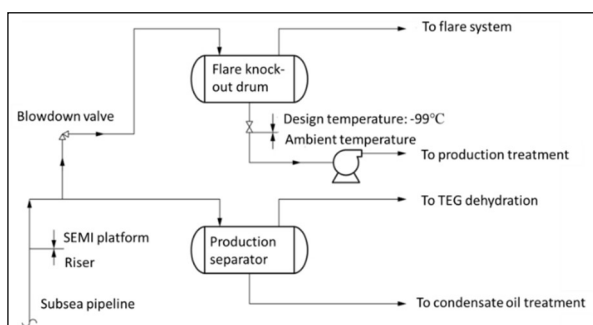 To flare system
Flare knock-
out drum
Blowdown valve
Design temperature: -99℃
Ambient temperature
To production treatment
To TEG dehydration
SEMI platform
Riser
Production
separator
Subsea pipeline
To condensate oil treatment